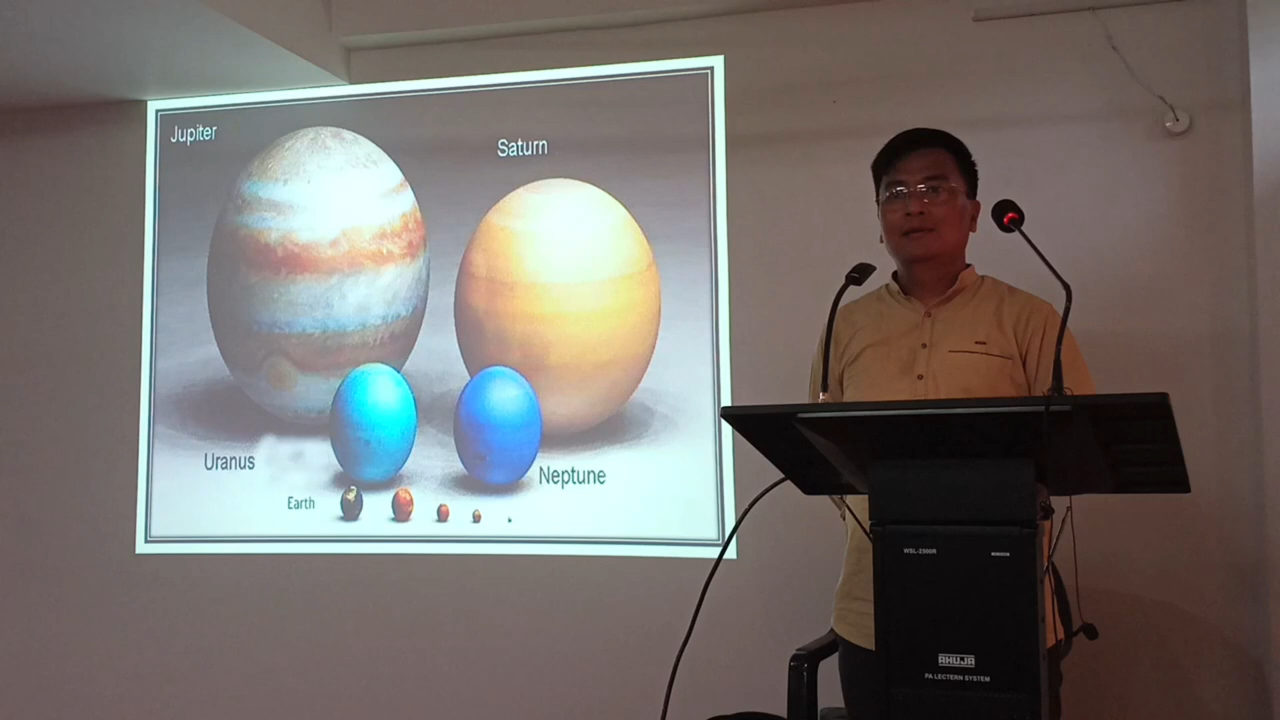 Jupiter
Saturn
Uranus
Neptune
Earth
WSL-2300R
AHUJA
PA LECTERN SYSTEM